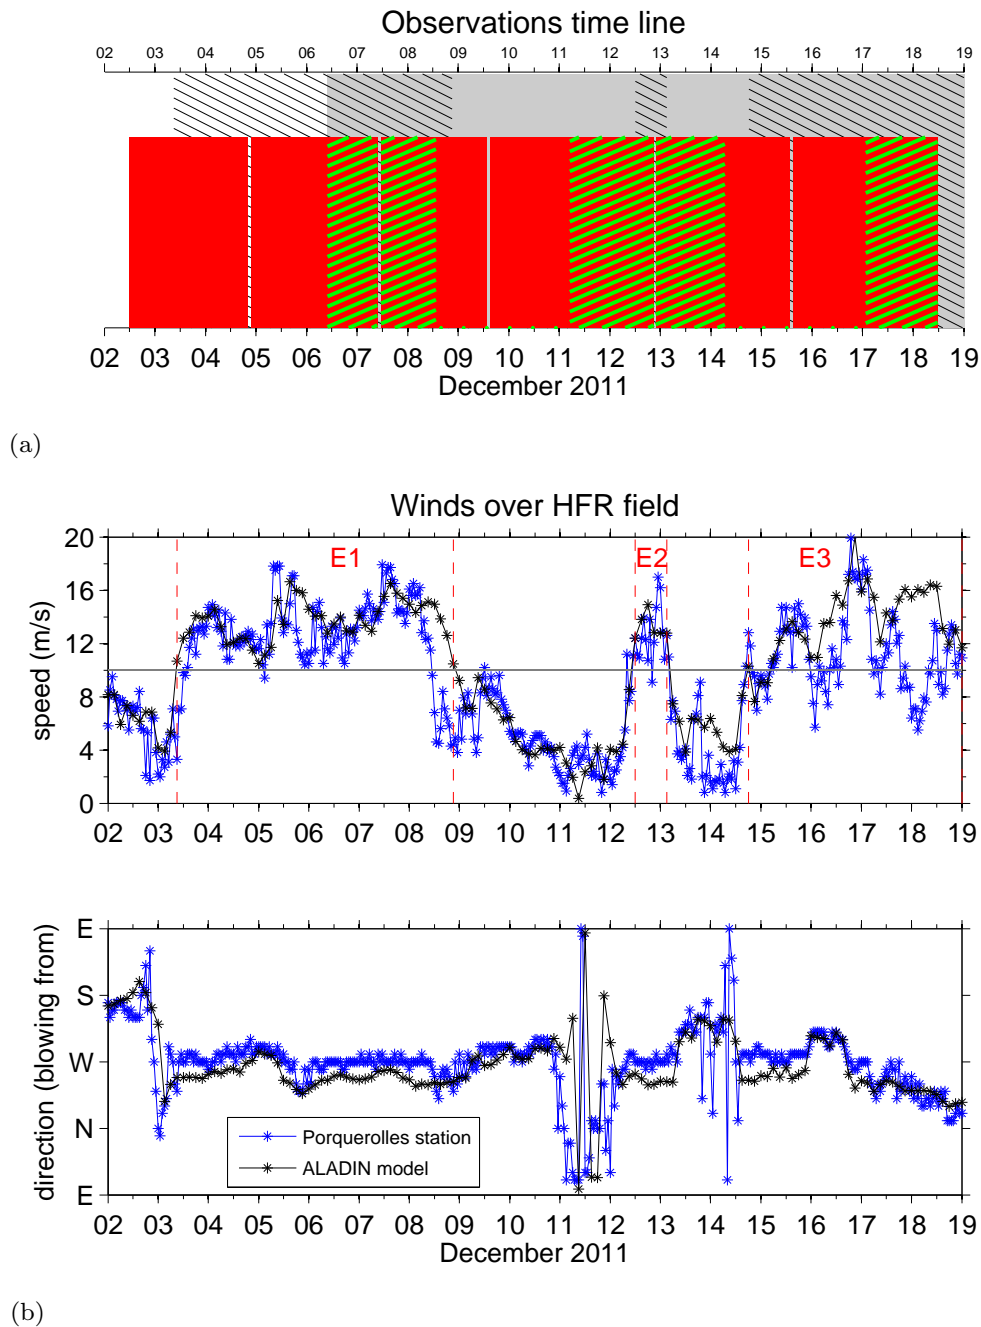 Observations time line
02 03 04 05 06 07 08 09 10 11 12 13 14 15 16 17 18 19
02 03 04 05 06 07 08 09 10 11 12 13 14 15 16 17 18 19
December 2011
(a)
Winds over HFR field
20
16
12
8
4
0
speed (m/s)
E1 E2 E3
02 03 04 05 06 07 08 09 10 11 12 13 14 15 16 17 18 19
E
S
W
N
E
direction (blowing from)
Porquerolles station
ALADIN model
02 03 04 05 06 07 08 09 10 11 12 13 14 15 16 17 18 19
December 2011
(b)